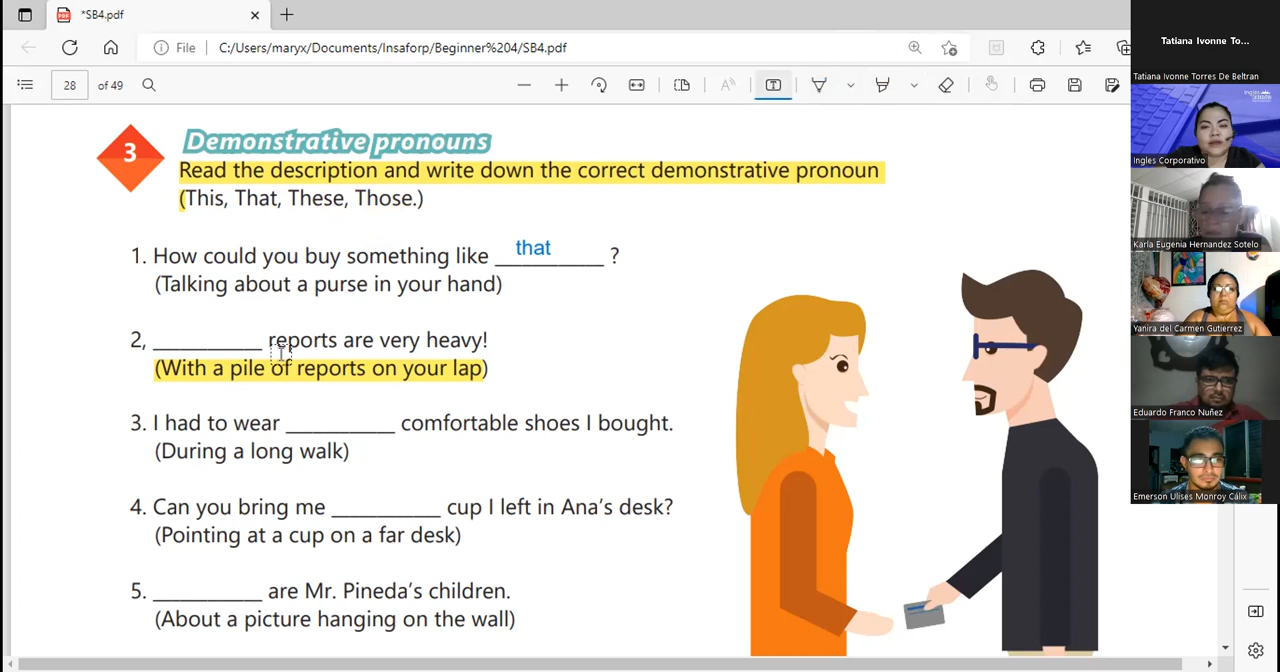 *SB4.pdf
File C:/Users/maryx/Documents/Insaforp/Beginner%204/SB4.pdf
28 of 49
3 Demonstrative pronouns
Read the description and write down the correct demonstrative pronoun
(This, That, These, Those.)
1. How could you buy something like that ?
(Talking about a purse in your hand)
2, __________ reports are very heavy!
(With a pile of reports on your lap)
3. I had to wear __________ comfortable shoes I bought.
(During a long walk)
4. Can you bring me __________ cup I left in Ana’s desk?
(Pointing at a cup on a far desk)
5. __________ are Mr. Pineda’s children.
(About a picture hanging on the wall)
Tatiana Ivonne To...
Tatiana Ivonne Torres De Beltran
Ingles Corporativo
Karla Eugenia Hernandez Sotelo
Yanira del Carmen Gutierrez
Eduardo Franco Nuñez
Emerson Ulises Monroy Cálix